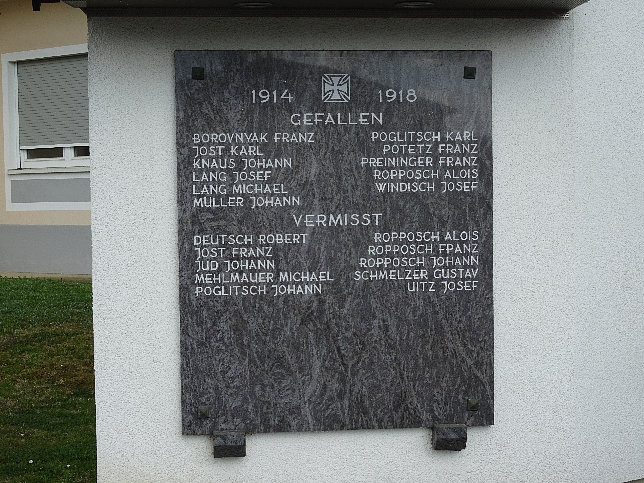 1914 1918
GEFALLEN
BOROVNYAK FRANZ POGLITSCH KARL
JOST KARL POTETZ FRANZ
KNAUS JOHANN PREININGER FRANZ
LANG JOSEF ROPPOSCH ALOIS
LANG MICHAEL WINDISCH JOSEF
MULLER JOHANN
VERMISST
DEUTSCH ROBERT ROPPOSCH ALOIS
JOST FRANZ ROPPOSCH FPANZ
JUD JOHANN ROPPOSCH JOHANN
MEHLMAUER MICHAEL SCHMELZER GUSTAV
POGLITSCH JOHANN UITZ JOSEF